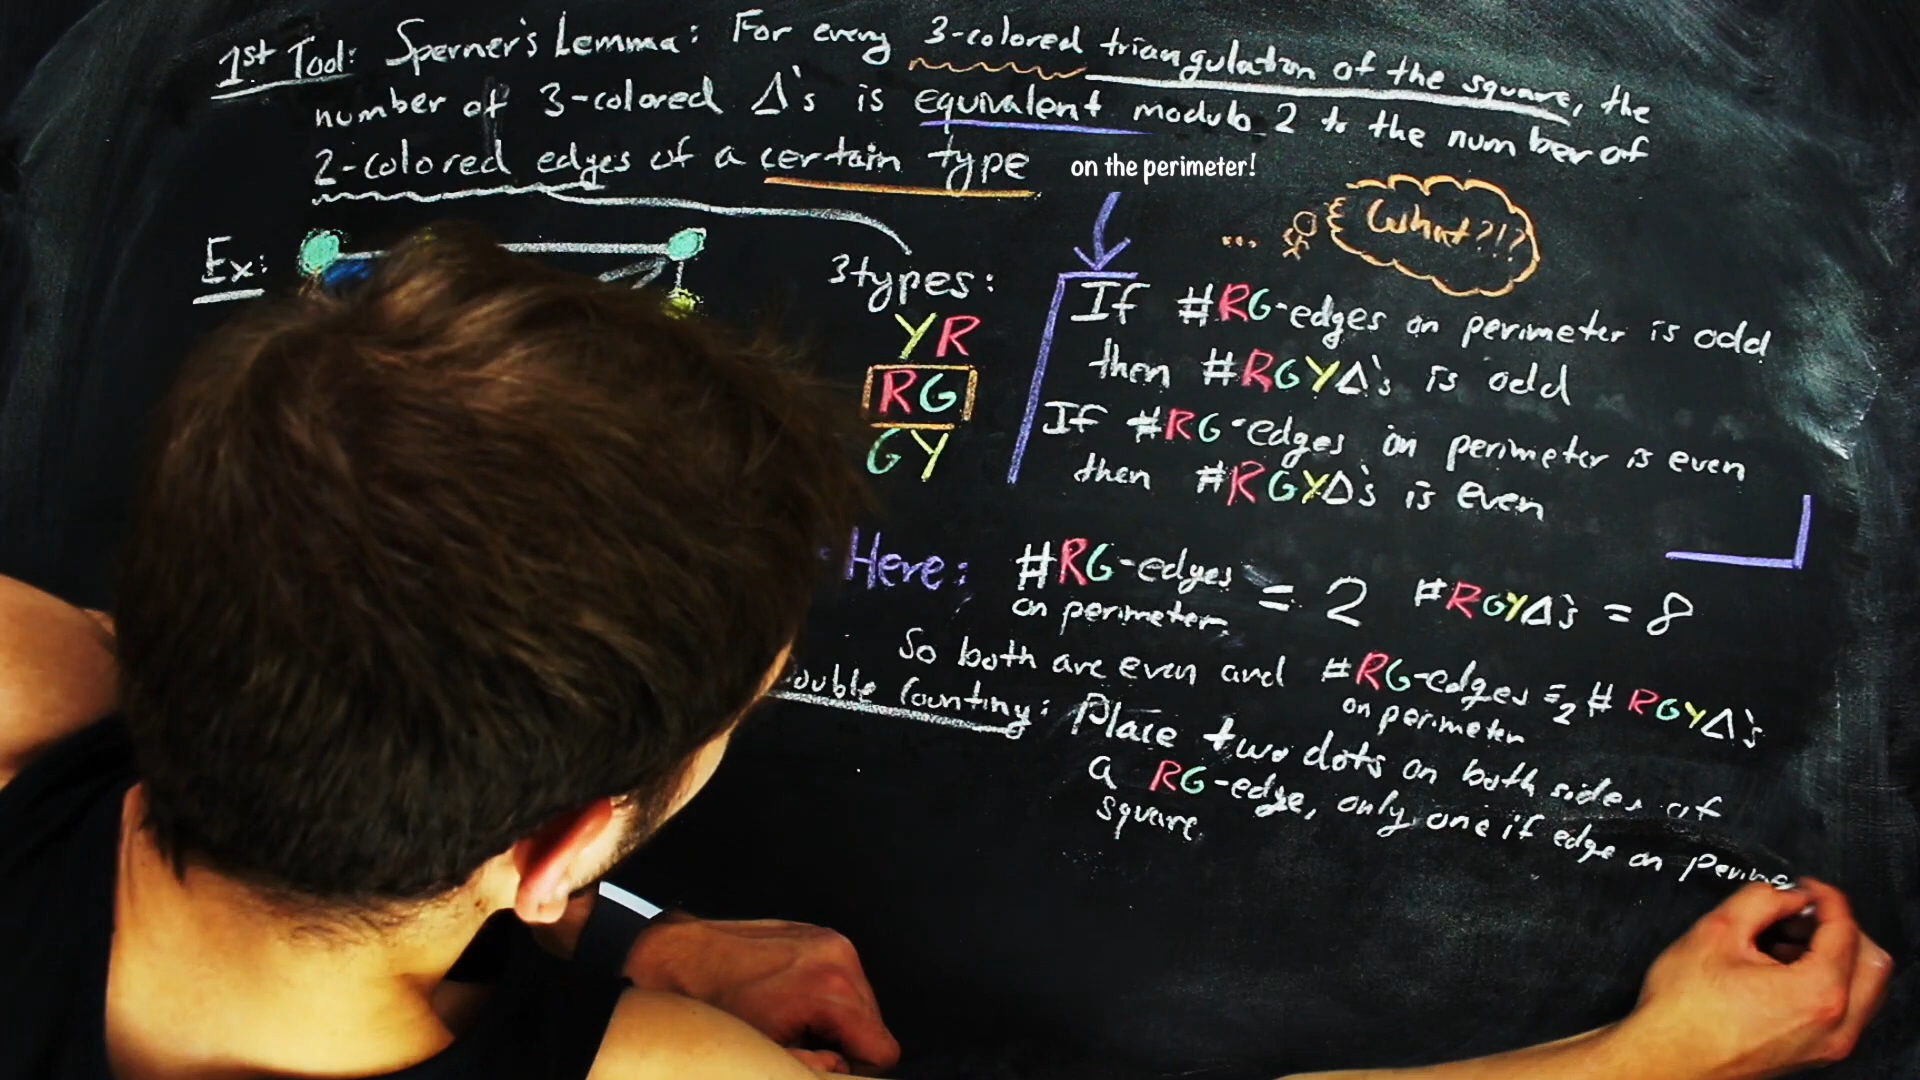 1st Tool: Sperner's Lemma: For every 3-colored triangulation of the square, the
number of 3-colored Δ's is equivalent modulo 2 to the number of
2-colored edges of a certain type on the perimeter!
... What?!?
Ex:
3 types:
YR
RG
GY
If #RG-edges on perimeter is odd
then #RGYΔ's is odd
If #RG-edges on perimeter is even
then #RGYΔ's is even
Here: #RG-edges on perimeter = 2 #RGYΔ's = 8
So both are even and #RG-edges on perimeter ≡₂ # RGYΔ's
Counting: Place two dots on both sides of
a RG-edge, only one if edge on
square.